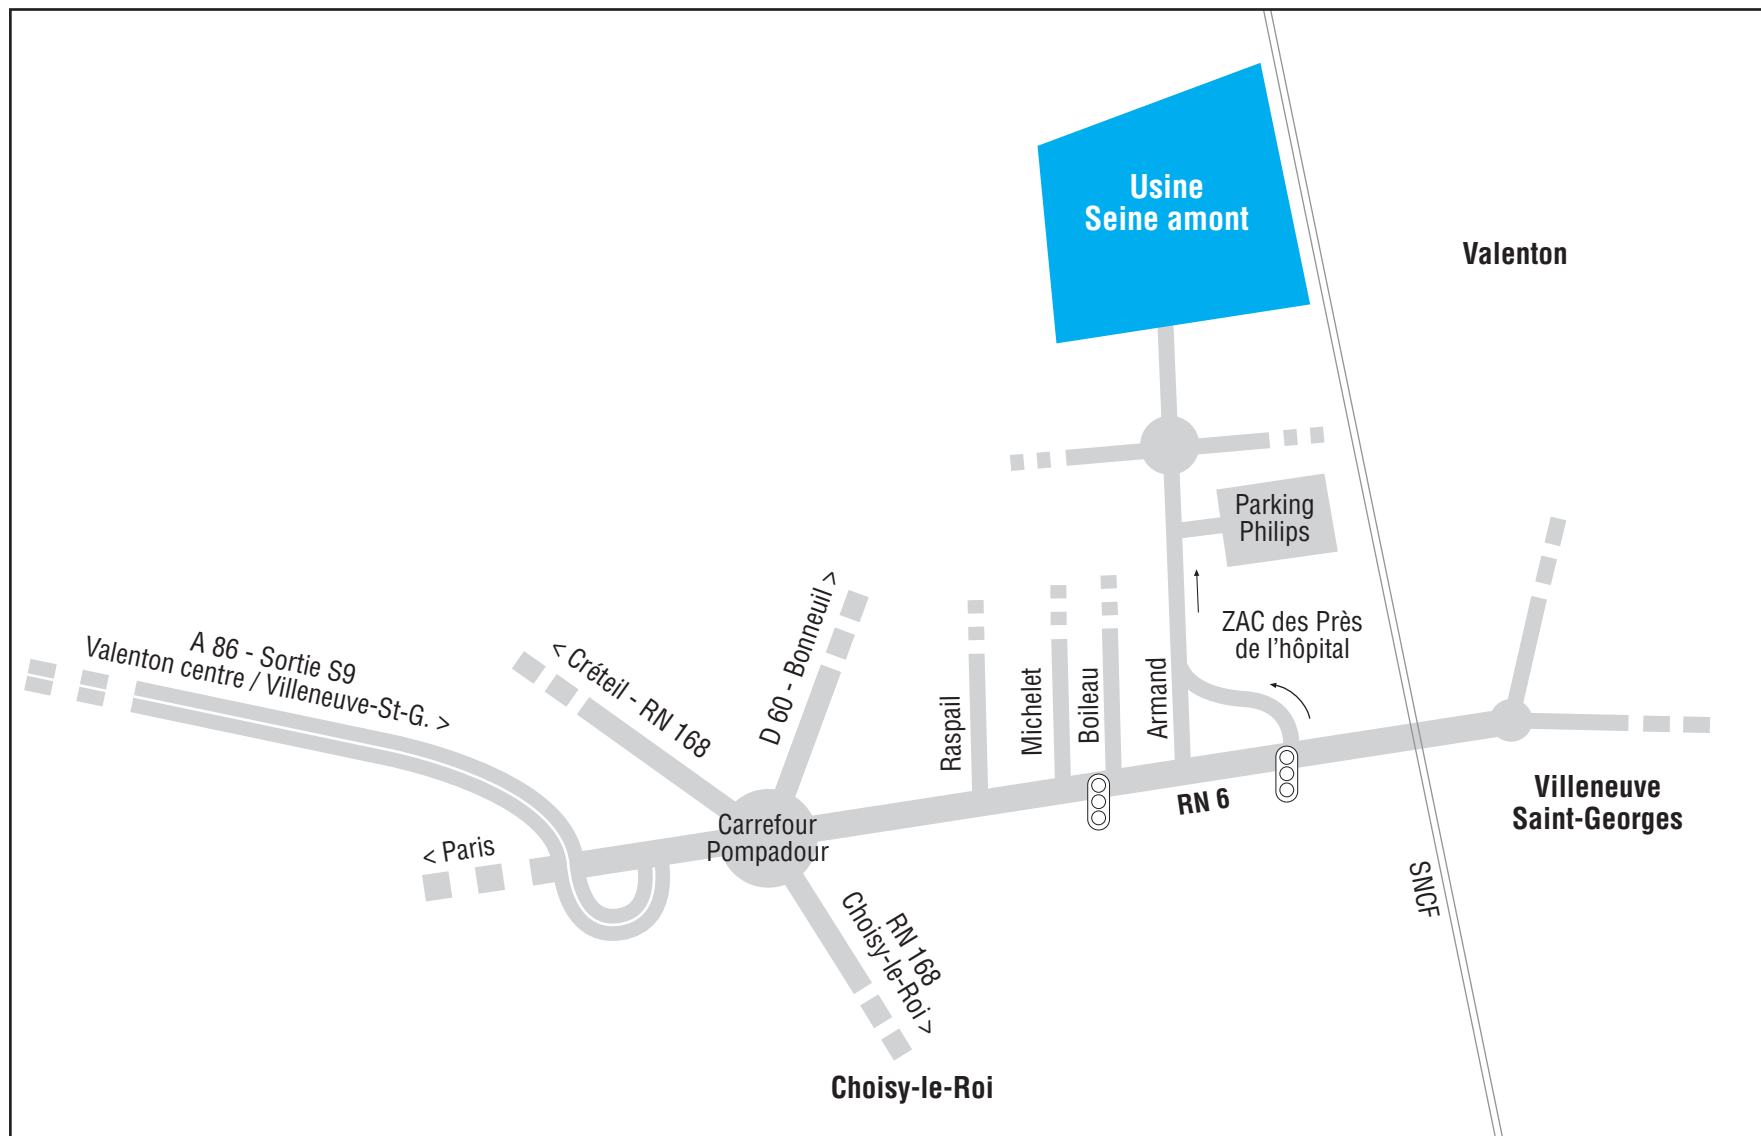 Usine
Seine amont
Valenton
Parking
Philips
ZAC des Près
de l'hôpital
A 86 - Sortie S9
Valenton centre / Villeneuve-St-G. >
< Créteil - RN 168
D 60 - Bonneuil >
Raspail
Michelet
Boileau
Armand
RN 6
Villeneuve
Saint-Georges
Carrefour
Pompadour
< Paris
RN 168
Choisy-le-Roi >
SNCF
Choisy-le-Roi